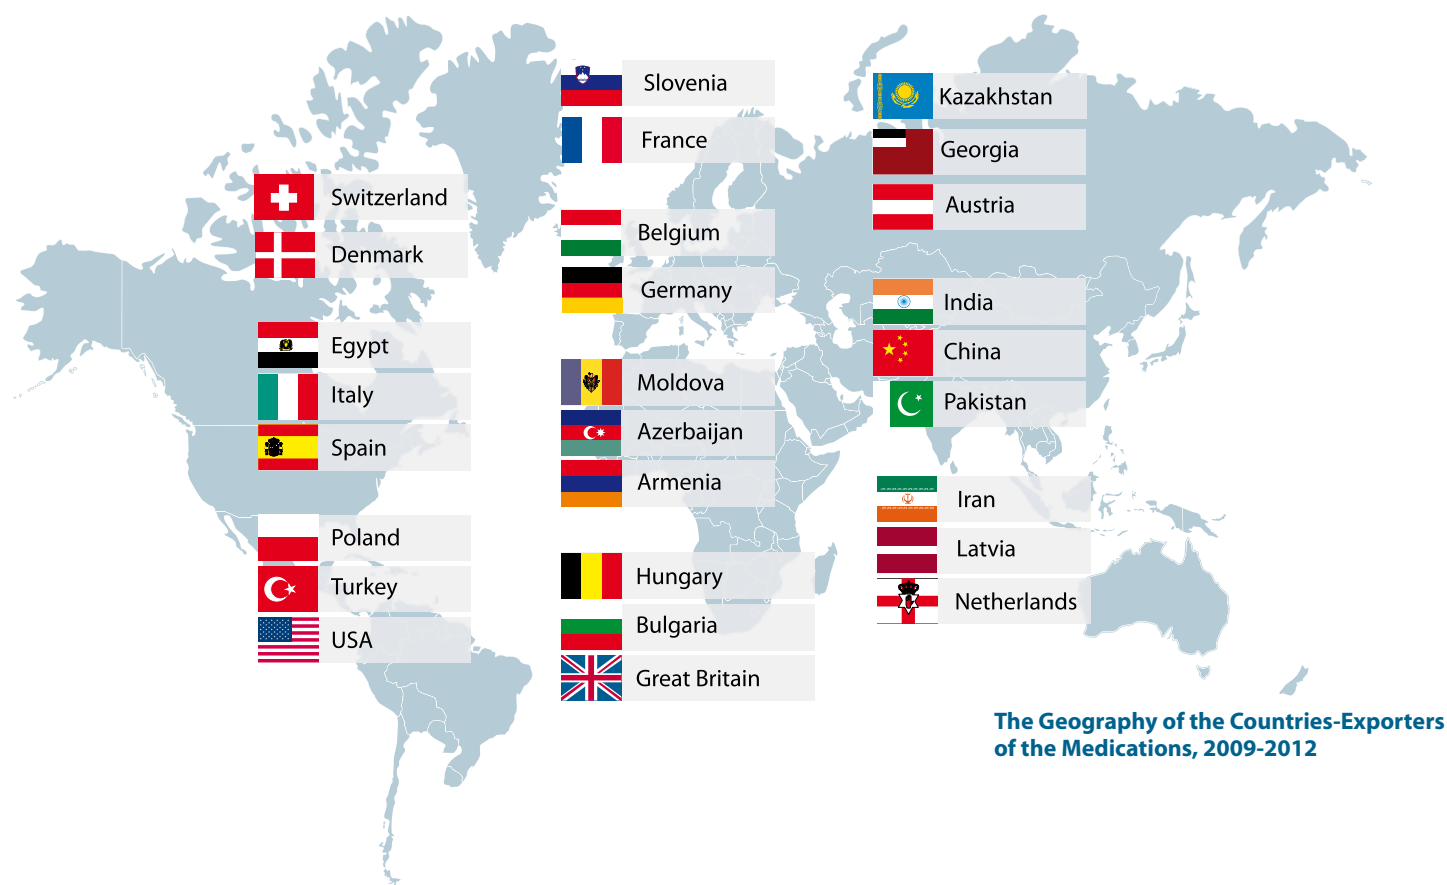 Switzerland
Denmark
Egypt
Italy
Spain
Poland
Turkey
USA
Slovenia
France
Belgium
Germany
Moldova
Azerbaijan
Armenia
Hungary
Bulgaria
Great Britain
Kazakhstan
Georgia
Austria
India
China
Pakistan
Iran
Latvia
Netherlands
The Geography of the Countries-Exporters
of the Medications, 2009-2012